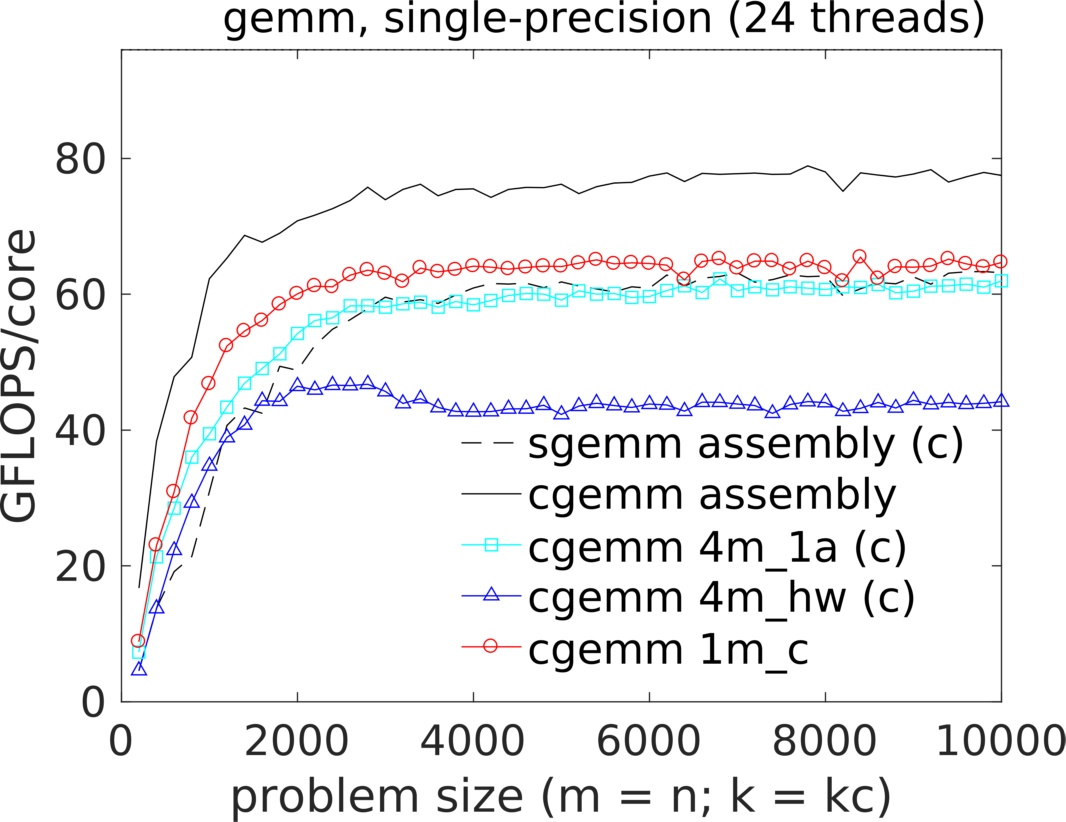 gemm, single-precision (24 threads)
GFLOPS/core
80
60
40
20
0
sgemm assembly (c)
cgemm assembly
cgemm 4m_1a (c)
cgemm 4m_hw (c)
cgemm 1m_c
0 2000 4000 6000 8000 10000
problem size (m = n; k = kc)